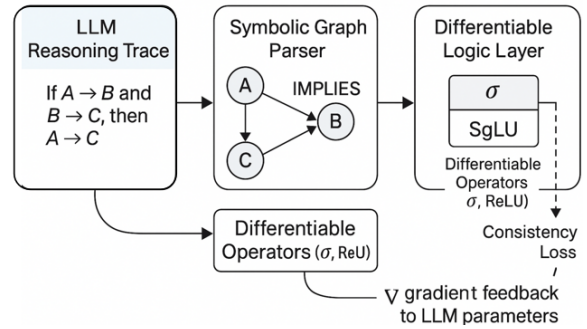 LLM
Reasoning Trace
If A → B and
B → C, then
A → C
Symbolic Graph
Parser
A
IMPLIES
B
C
Differentiable
Logic Layer
σ
SgLU
Differentiable
Operators
σ, ReLU)
Differentiable
Operators (σ, ReU)
Consistency
Loss
∇ gradient feedback
to LLM parameters